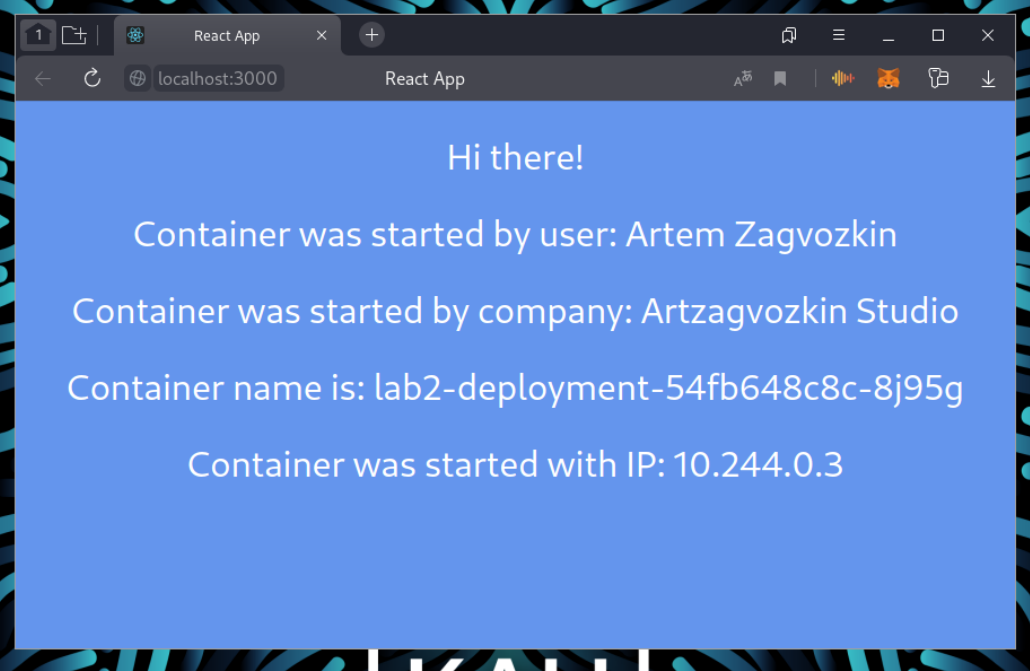 1
React App
localhost:3000
React App
Hi there!
Container was started by user: Artem Zagvozkin
Container was started by company: Artzagvozkin Studio
Container name is: lab2-deployment-54fb648c8c-8j95g
Container was started with IP: 10.244.0.3